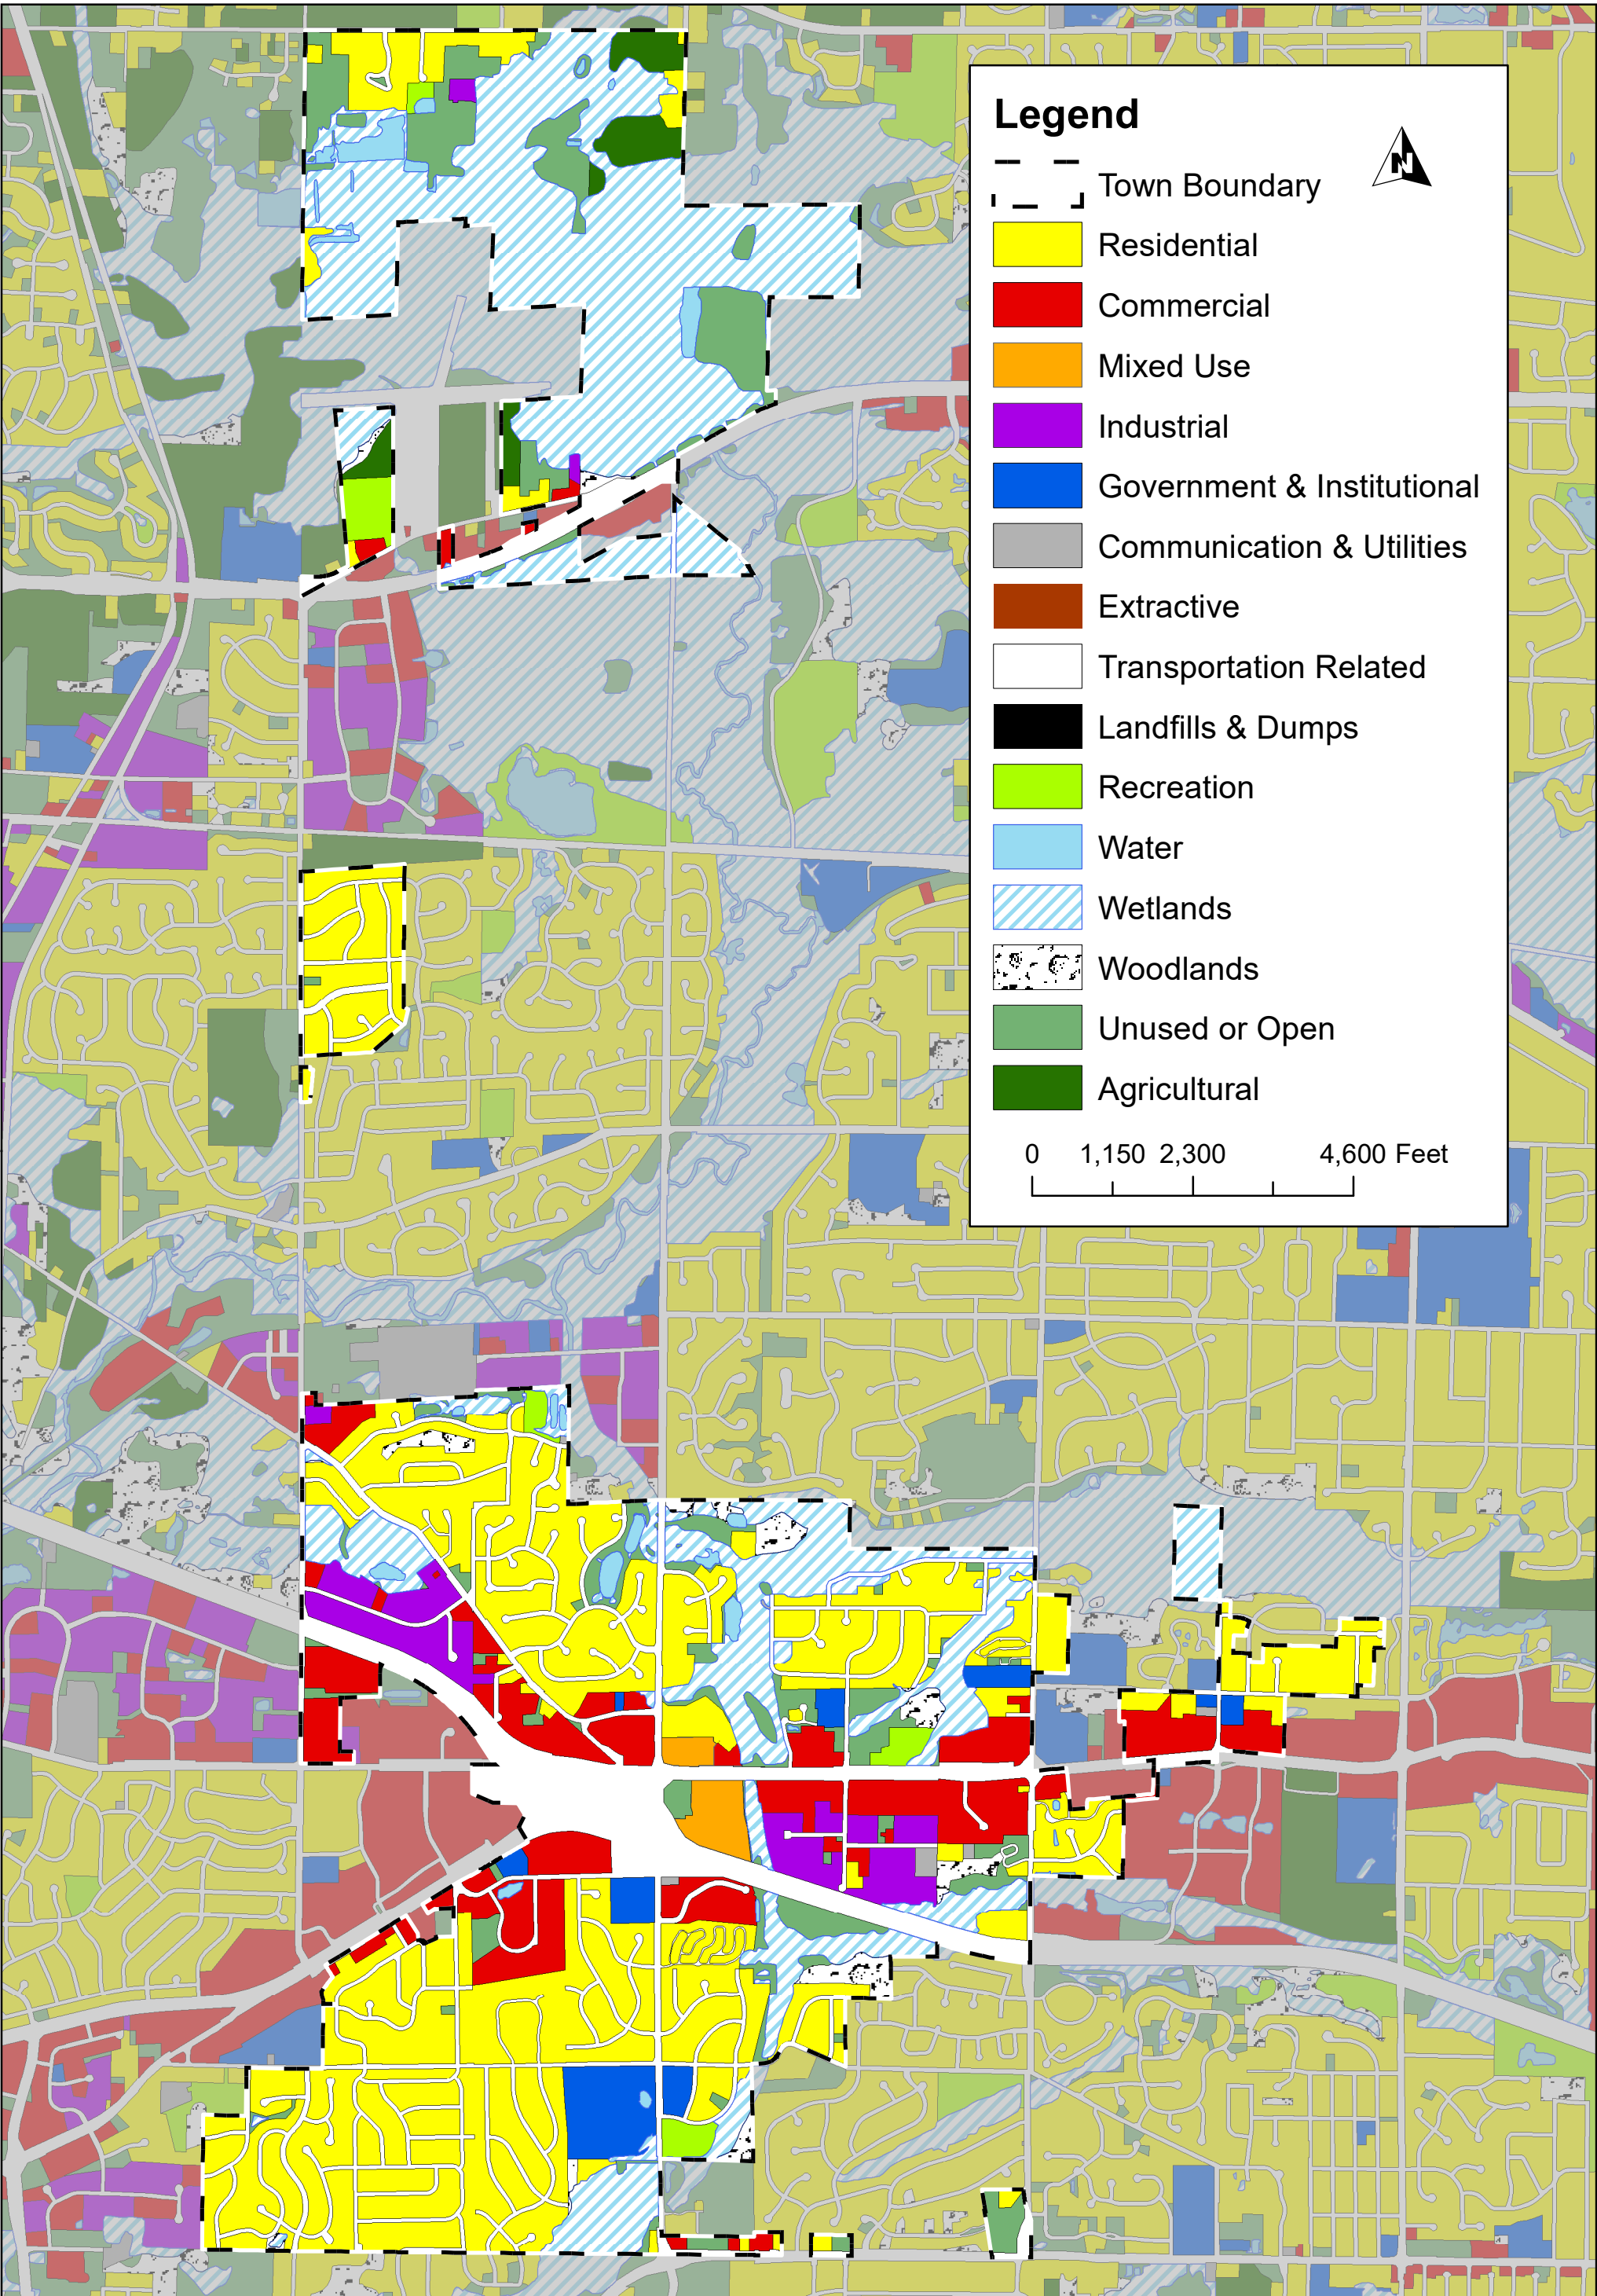 Legend
N
Town Boundary
Residential
Commercial
Mixed Use
Industrial
Government & Institutional
Communication & Utilities
Extractive
Transportation Related
Landfills & Dumps
Recreation
Water
Wetlands
Woodlands
Unused or Open
Agricultural
0 1,150 2,300 4,600 Feet